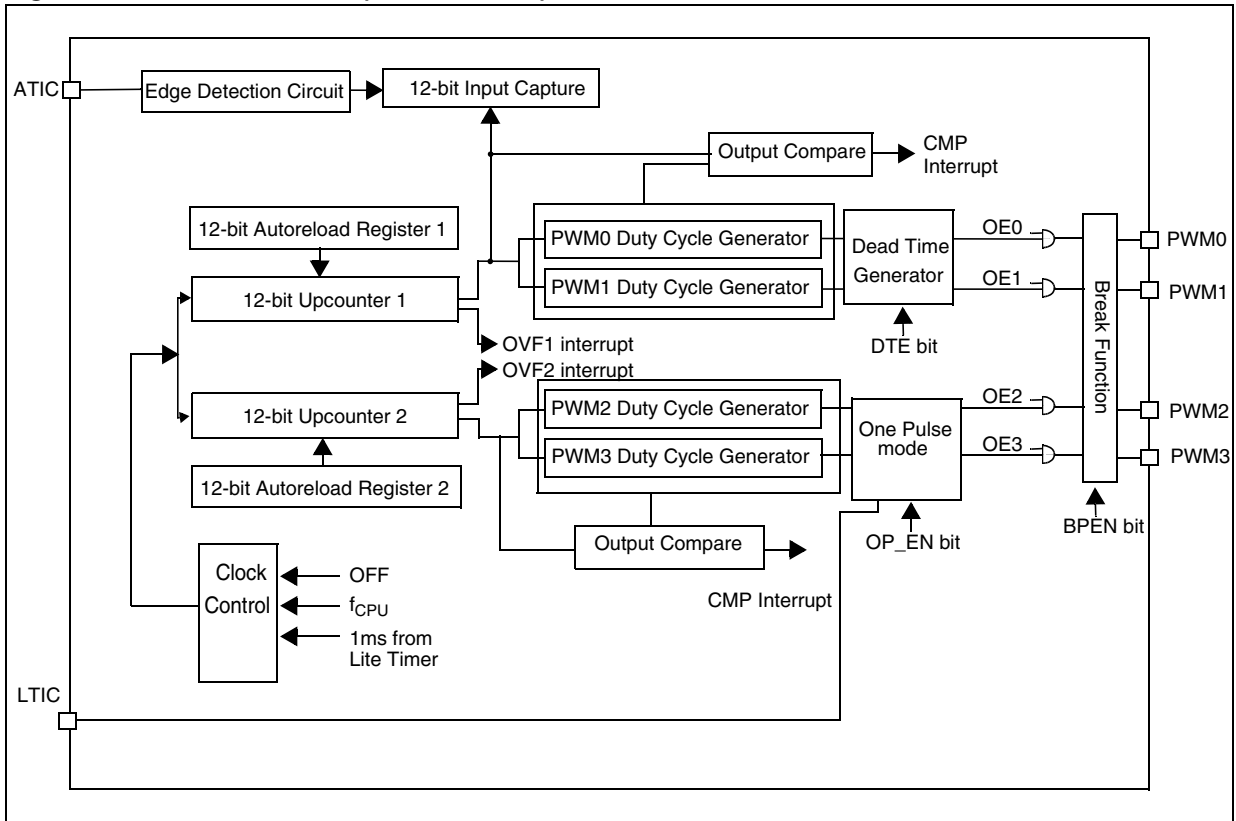 ATIC
Edge Detection Circuit
12-bit Input Capture
Output Compare
CMP
Interrupt
12-bit Autoreload Register 1
PWM0 Duty Cycle Generator
Dead Time
Generator
OE0
PWM0
12-bit Upcounter 1
PWM1 Duty Cycle Generator
OE1
PWM1
Break Function
OVF1 interrupt
DTE bit
OVF2 interrupt
12-bit Upcounter 2
PWM2 Duty Cycle Generator
One Pulse
mode
OE2
PWM2
PWM3 Duty Cycle Generator
OE3
PWM3
12-bit Autoreload Register 2
BPEN bit
Output Compare
OP_EN bit
CMP Interrupt
Clock
Control
OFF
fCPU
1ms from
Lite Timer
LTIC